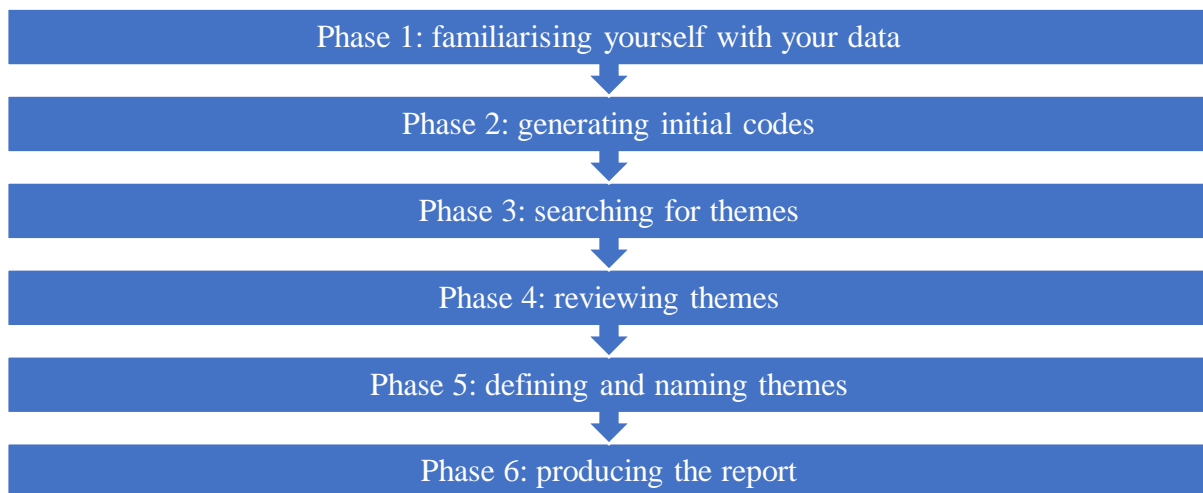 Phase 1: familiarising yourself with your data
Phase 2: generating initial codes
Phase 3: searching for themes
Phase 4: reviewing themes
Phase 5: defining and naming themes
Phase 6: producing the report